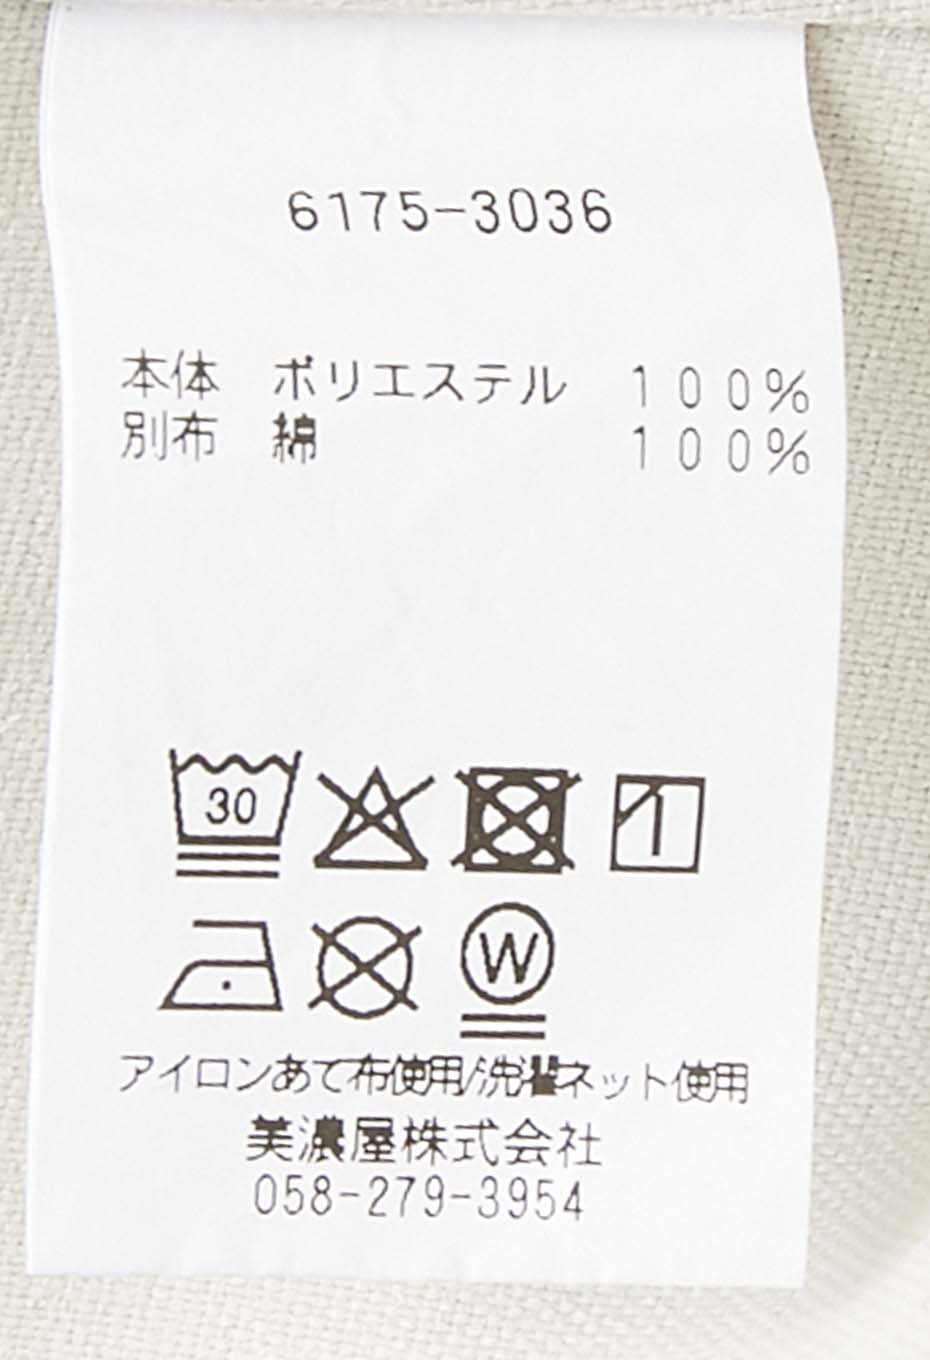 6175-3036
本体 ポリエステル 100%
別布 綿 100%
30
W
アイロンあて布使用/洗濯ネット使用
美濃屋株式会社
058-279-3954